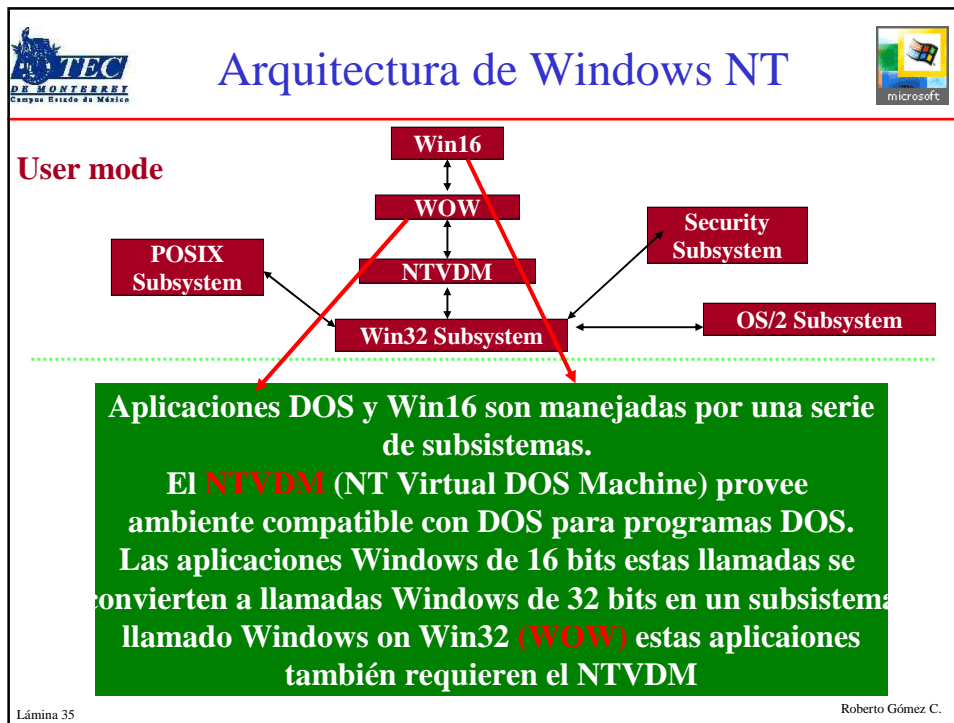 TEC
DE MONTERREY
Campus Estado de México
Arquitectura de Windows NT
microsoft
User mode
Win16
WOW
NTVDM
Win32 Subsystem
POSIX
Subsystem
Security
Subsystem
OS/2 Subsystem
Aplicaciones DOS y Win16 son manejadas por una serie
de subsistemas.
El NTVDM (NT Virtual DOS Machine) provee
ambiente compatible con DOS para programas DOS.
Las aplicaciones Windows de 16 bits estas llamadas se
convierten a llamadas Windows de 32 bits en un subsistema
llamado Windows on Win32 (WOW) estas aplicaiones
también requieren el NTVDM
Lámina 35
Roberto Gómez C.